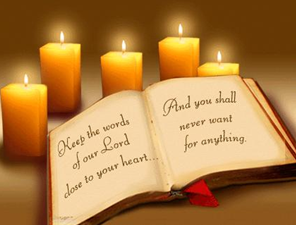 Keep the words
of our Lord
close to your heart...
And you shall
never want
for anything.